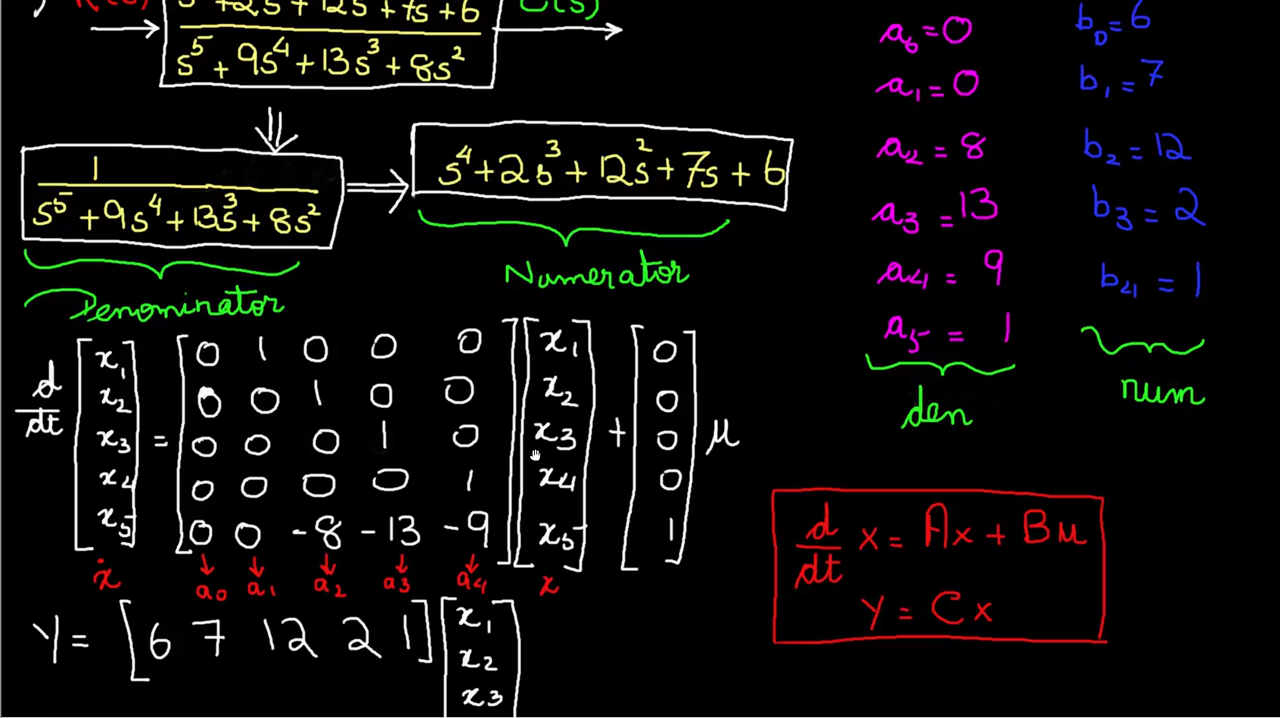 s⁴+2s³+12s²+7s+6
s⁵+9s⁴+13s³+8s²
⇓
1
s⁵+9s⁴+13s³+8s²
⇒
s⁴+2s³+12s²+7s+6
Denominator
Numerator
a₀=0 b₀=6
a₁=0 b₁=7
a₂=8 b₂=12
a₃=13 b₃=2
a₄=9 b₄=1
a₅=1
den num
d/dt [x₁ x₂ x₃ x₄ x₅] =
0 1 0 0 0 x₁ 0
0 0 1 0 0 x₂ 0
0 0 0 1 0 x₃ + 0 μ
0 0 0 0 1 x₄ 0
0 0 -8 -13 -9 x₅ 1
ẋ a₀ a₁ a₂ a₃ a₄ x
Y= [6 7 12 2 1] [x₁
x₂
x₃
d/dt x = Ax + Bμ
Y = Cx